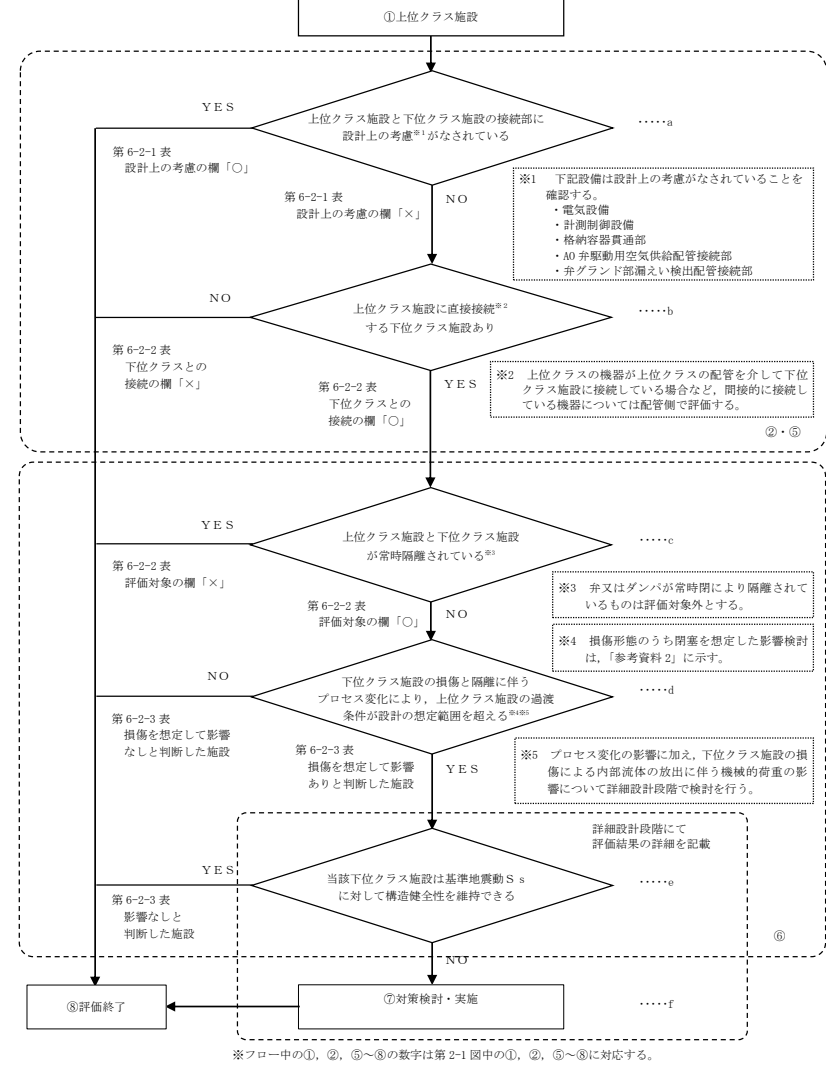 ①上位クラス施設
YES
上位クラス施設と下位クラス施設の接続部に
設計上の考慮※1がなされている
・・・・・a
第 6-2-1 表
設計上の考慮の欄「○」
第 6-2-1 表
設計上の考慮の欄「×」
NO
※1 下記設備は設計上の考慮がなされていることを
確認する。
・電気設備
・計測制御設備
・格納容器貫通部
・AO 弁駆動用空気供給配管接続部
・弁グランド部漏えい検出配管接続部
NO
上位クラス施設に直接接続※2
する下位クラス施設あり
・・・・・b
第 6-2-2 表
下位クラスとの
接続の欄「×」
第 6-2-2 表
下位クラスとの
接続の欄「○」
YES
※2 上位クラスの機器が上位クラスの配管を介して下位
クラス施設に接続している場合など，間接的に接続し
ている機器については配管側で評価する。
②・⑤
YES
上位クラス施設と下位クラス施設
が常時隔離されている※3
・・・・・c
第 6-2-2 表
評価対象の欄「×」
第 6-2-2 表
評価対象の欄「○」
NO
※3 弁又はダンパが常時閉により隔離されて
いるものは評価対象外とする。
※4 損傷形態のうち閉塞を想定した影響検討
は，「参考資料 2」に示す。
NO
下位クラス施設の損傷と隔離に伴う
プロセス変化により，上位クラス施設の過渡
条件が設計の想定範囲を超える※4※5
・・・・・d
第 6-2-3 表
損傷を想定して影響
なしと判断した施設
第 6-2-3 表
損傷を想定して影響
ありと判断した施設
YES
※5 プロセス変化の影響に加え，下位クラス施設の損
傷による内部流体の放出に伴う機械的荷重の影
響について詳細設計段階で検討を行う。
詳細設計段階にて
評価結果の詳細を記載
YES
当該下位クラス施設は基準地震動Ｓｓ
に対して構造健全性を維持できる
・・・・・e
第 6-2-3 表
影響なしと
判断した施設
⑥
NO
⑧評価終了
⑦対策検討・実施
・・・・・f
※フロー中の①，②，⑤～⑧の数字は第 2-1 図中の①，②，⑤～⑧に対応する。